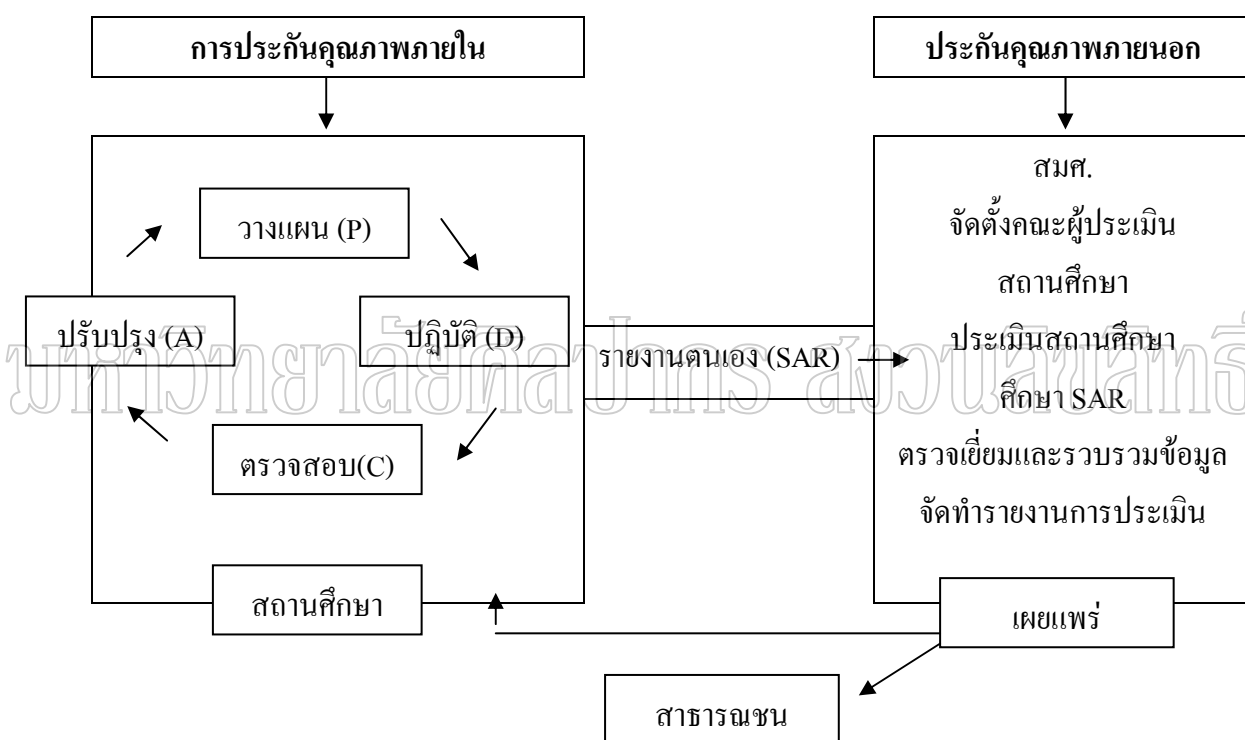 การประกันคุณภาพภายใน
ประกันคุณภาพภายนอก
วางแผน (P)
ปรับปรุง (A)
ปฏิบัติ (D)
ตรวจสอบ(C)
สถานศึกษา
รายงานตนเอง (SAR)
สมศ.
จัดตั้งคณะผู้ประเมิน
สถานศึกษา
ประเมินสถานศึกษา
ศึกษา SAR
ตรวจเยี่ยมและรวบรวมข้อมูล
จัดทำรายงานการประเมิน
เผยแพร่
สาธารณชน
มหาวิทยาลัยศิลปากร สงวนลิขสิทธิ์